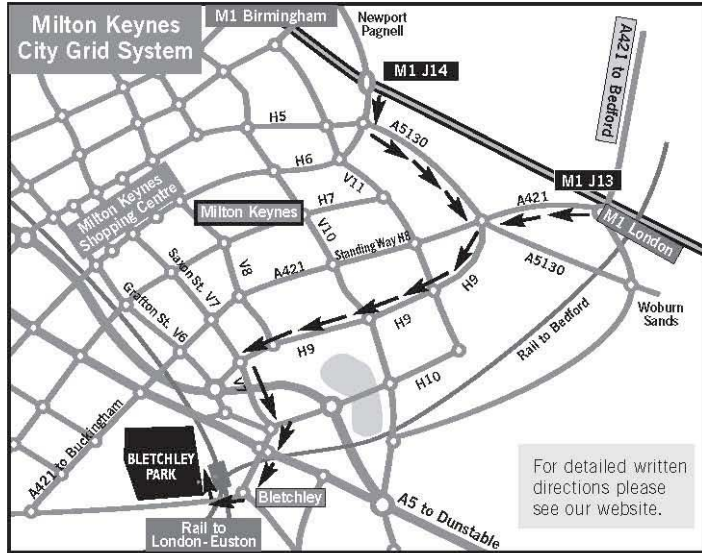 Milton Keynes
City Grid System
M1 Birmingham
Newport
Pagnell
M1 J14
A421 to Bedford
H5
A5130
H6
V11
M1 J13
A421
Milton Keynes
Shopping Centre
H7
Milton Keynes
V10
M1 London
Standing Way H8
Saxon St. V7
V8
A421
A5130
Grafton St. V6
H9
Woburn
Sands
H9
H9
Rail to Bedford
V7
H10
A421 to Buckingham
BLETCHLEY
PARK
Bletchley
A5 to Dunstable
Rail to
London-Euston
For detailed written
directions please
see our website.